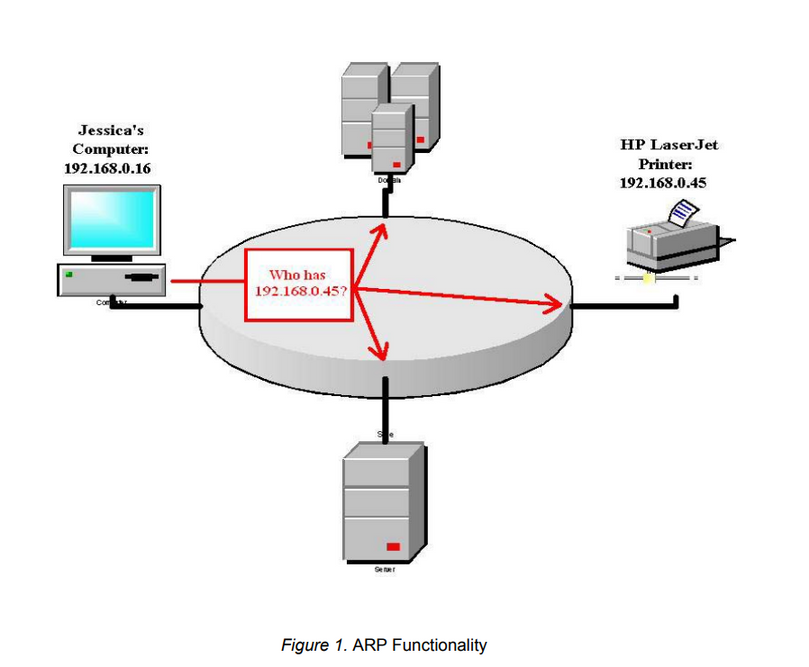 Jessica's
Computer:
192.168.0.16
HP LaserJet
Printer:
192.168.0.45
Who has
192.168.0.45?
Server
Figure 1. ARP Functionality